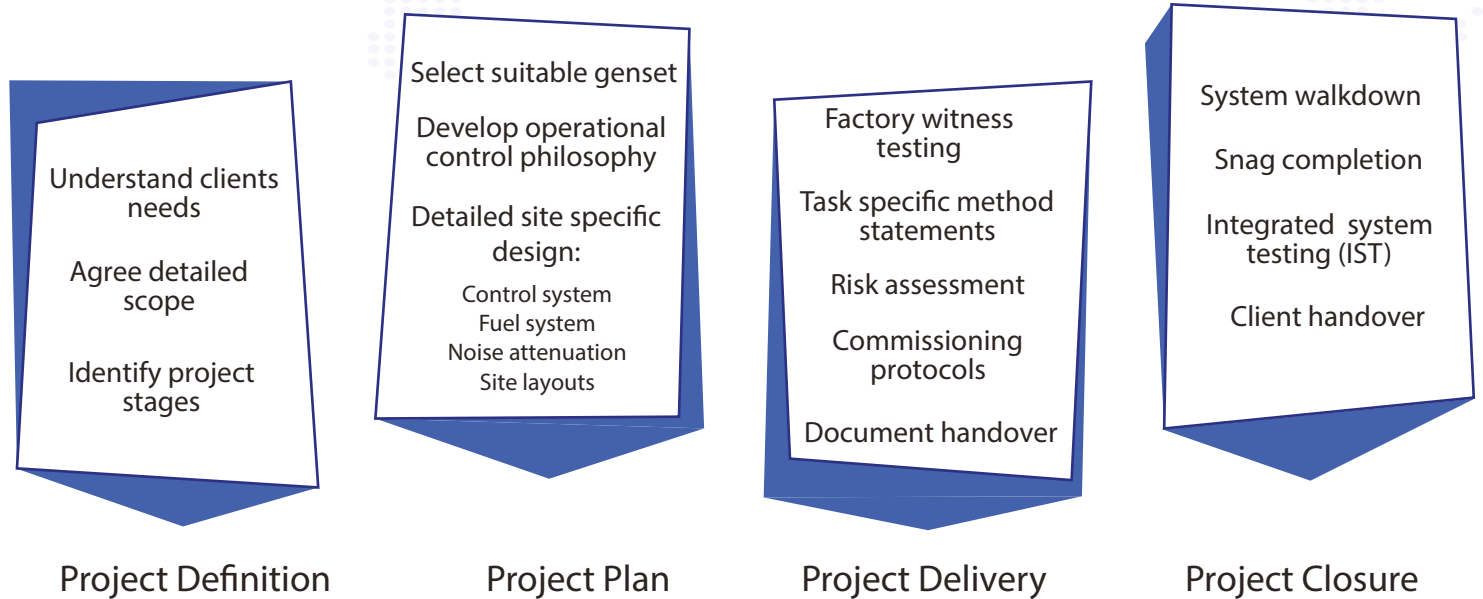 Understand clients
needs
Agree detailed
scope
Identify project
stages
Project Definition
Select suitable genset
Develop operational
control philosophy
Detailed site specific
design:
Control system
Fuel system
Noise attenuation
Site layouts
Project Plan
Factory witness
testing
Task specific method
statements
Risk assessment
Commissioning
protocols
Document handover
Project Delivery
System walkdown
Snag completion
Integrated system
testing (IST)
Client handover
Project Closure